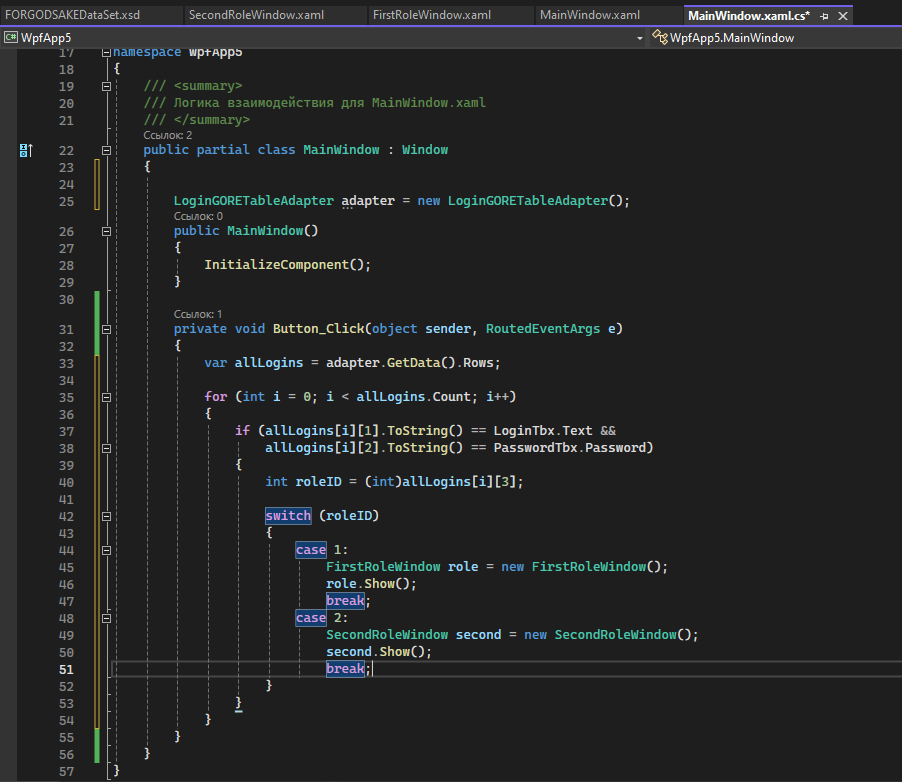 FORGODSAKEDataSet.xsd SecondRoleWindow.xaml FirstRoleWindow.xaml MainWindow.xaml MainWindow.xaml.cs*
C# WpfApp5 WpfApp5.MainWindow
17 namespace WpfApp5
18 {
19 /// <summary>
20 /// Логика взаимодействия для MainWindow.xaml
21 /// </summary>
Ссылок: 2
22 public partial class MainWindow : Window
23 {
24
25 LoginGORETableAdapter adapter = new LoginGORETableAdapter();
Ссылок: 0
26 public MainWindow()
27 {
28 InitializeComponent();
29 }
30
Ссылок: 1
31 private void Button_Click(object sender, RoutedEventArgs e)
32 {
33 var allLogins = adapter.GetData().Rows;
34
35 for (int i = 0; i < allLogins.Count; i++)
36 {
37 if (allLogins[i][1].ToString() == LoginTbx.Text &&
38 allLogins[i][2].ToString() == PasswordTbx.Password)
39 {
40 int roleID = (int)allLogins[i][3];
41
42 switch (roleID)
43 {
44 case 1:
45 FirstRoleWindow role = new FirstRoleWindow();
46 role.Show();
47 break;
48 case 2:
49 SecondRoleWindow second = new SecondRoleWindow();
50 second.Show();
51 break;
52 }
53 }
54 }
55 }
56 }
57 }